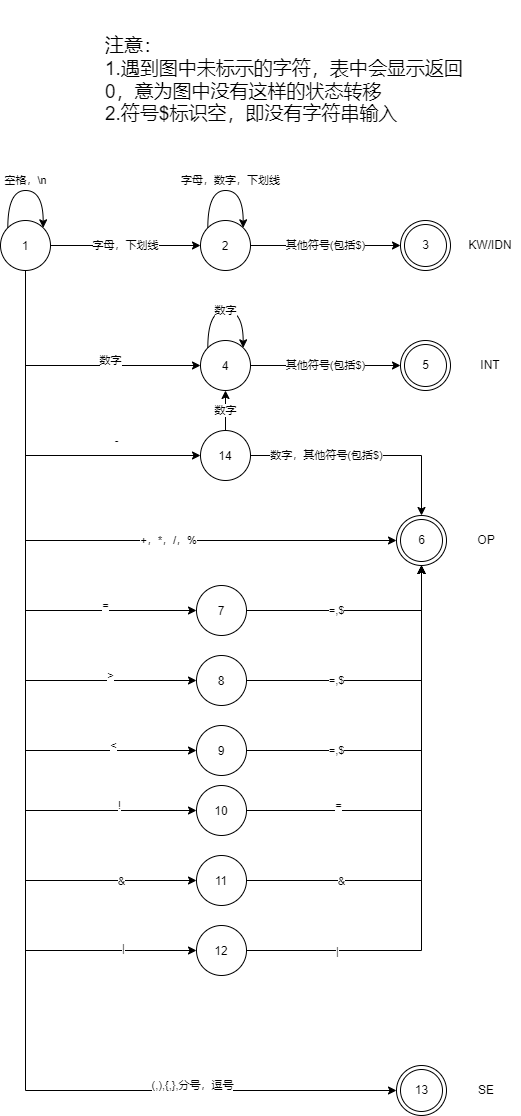 注意：
1.遇到图中未标示的字符，表中会显示返回
0，意为图中没有这样的状态转移
2.符号$标识空，即没有字符串输入
空格，\n
字母，数字，下划线
1
字母，下划线
2
其他符号(包括$)
3
KW/IDN
数字
数字
4
其他符号(包括$)
5
INT
数字
-
14
数字，其他符号(包括$)
+，*，/，%
6
OP
=
7
=,$
>
8
=,$
<
9
=,$
!
10
=
&
11
&
|
12
|
(,),{,},分号，逗号
13
SE